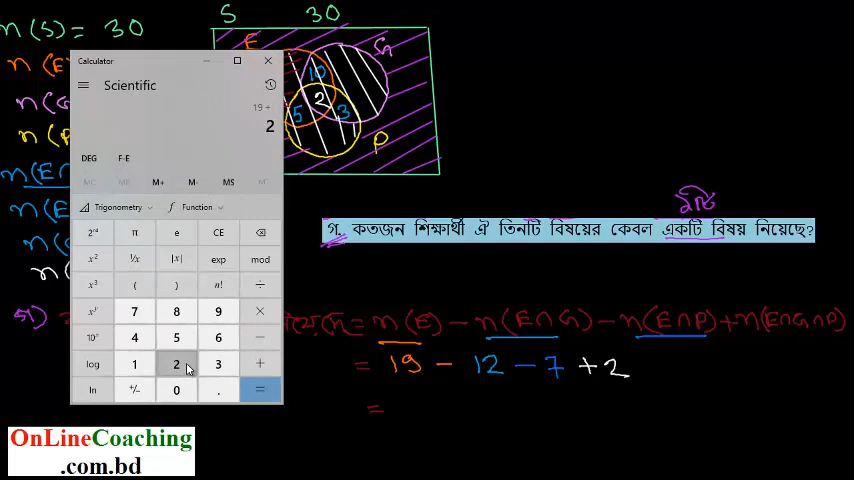 n(S) = 30
S 30
E
G
10
2
5 3
P
n(E
n(G
n(P
n(E∩
n(E
n(
n(
Calculator
Scientific
19 +
2
DEG F-E
MC MR M+ M- MS M
Trigonometry Function
2ⁿᵈ π e CE
x² ¹/x |x| exp mod
x³ ( ) n! ÷
xʸ 7 8 9 ×
10ˣ 4 5 6 −
log 1 2 3 +
ln +/- 0 . =
গ. কতজন শিক্ষার্থী ঐ তিনটি বিষয়ের কেবল একটি বিষয় নিয়েছে?
= n(E) − n(E∩G) − n(E∩P) + n(E∩G∩P)
= 19 − 12 − 7 + 2
=
OnLineCoaching
.com.bd